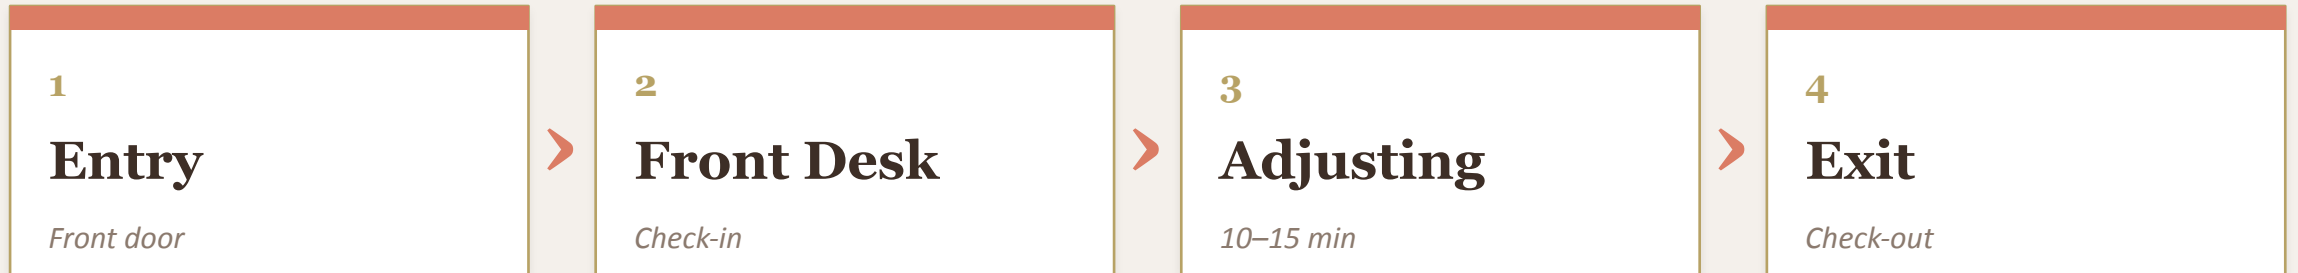 1
Entry
Front door
2
Front Desk
Check-in
3
Adjusting
10–15 min
4
Exit
Check-out